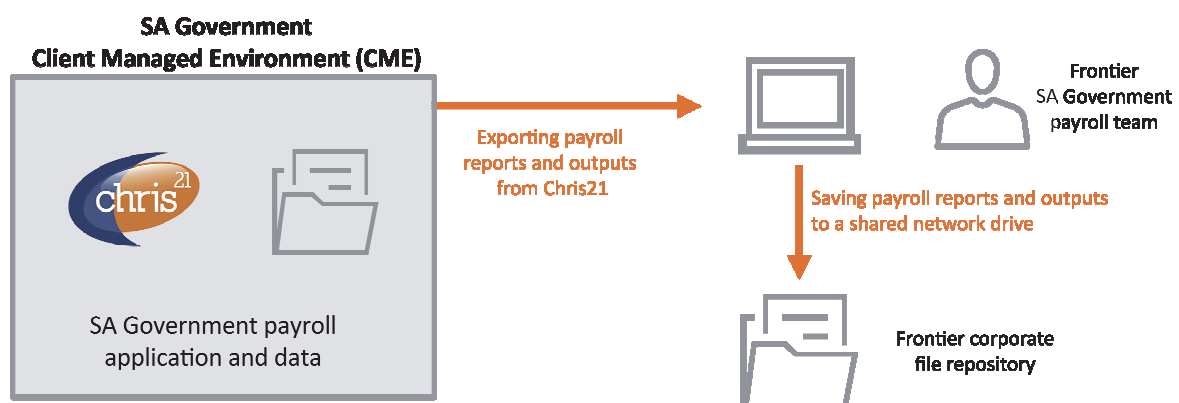 SA Government
Client Managed Environment (CME)
chris21
SA Government payroll
application and data
Exporting payroll
reports and outputs
from Chris21
Frontier
SA Government
payroll team
Saving payroll reports and outputs
to a shared network drive
Frontier corporate
file repository